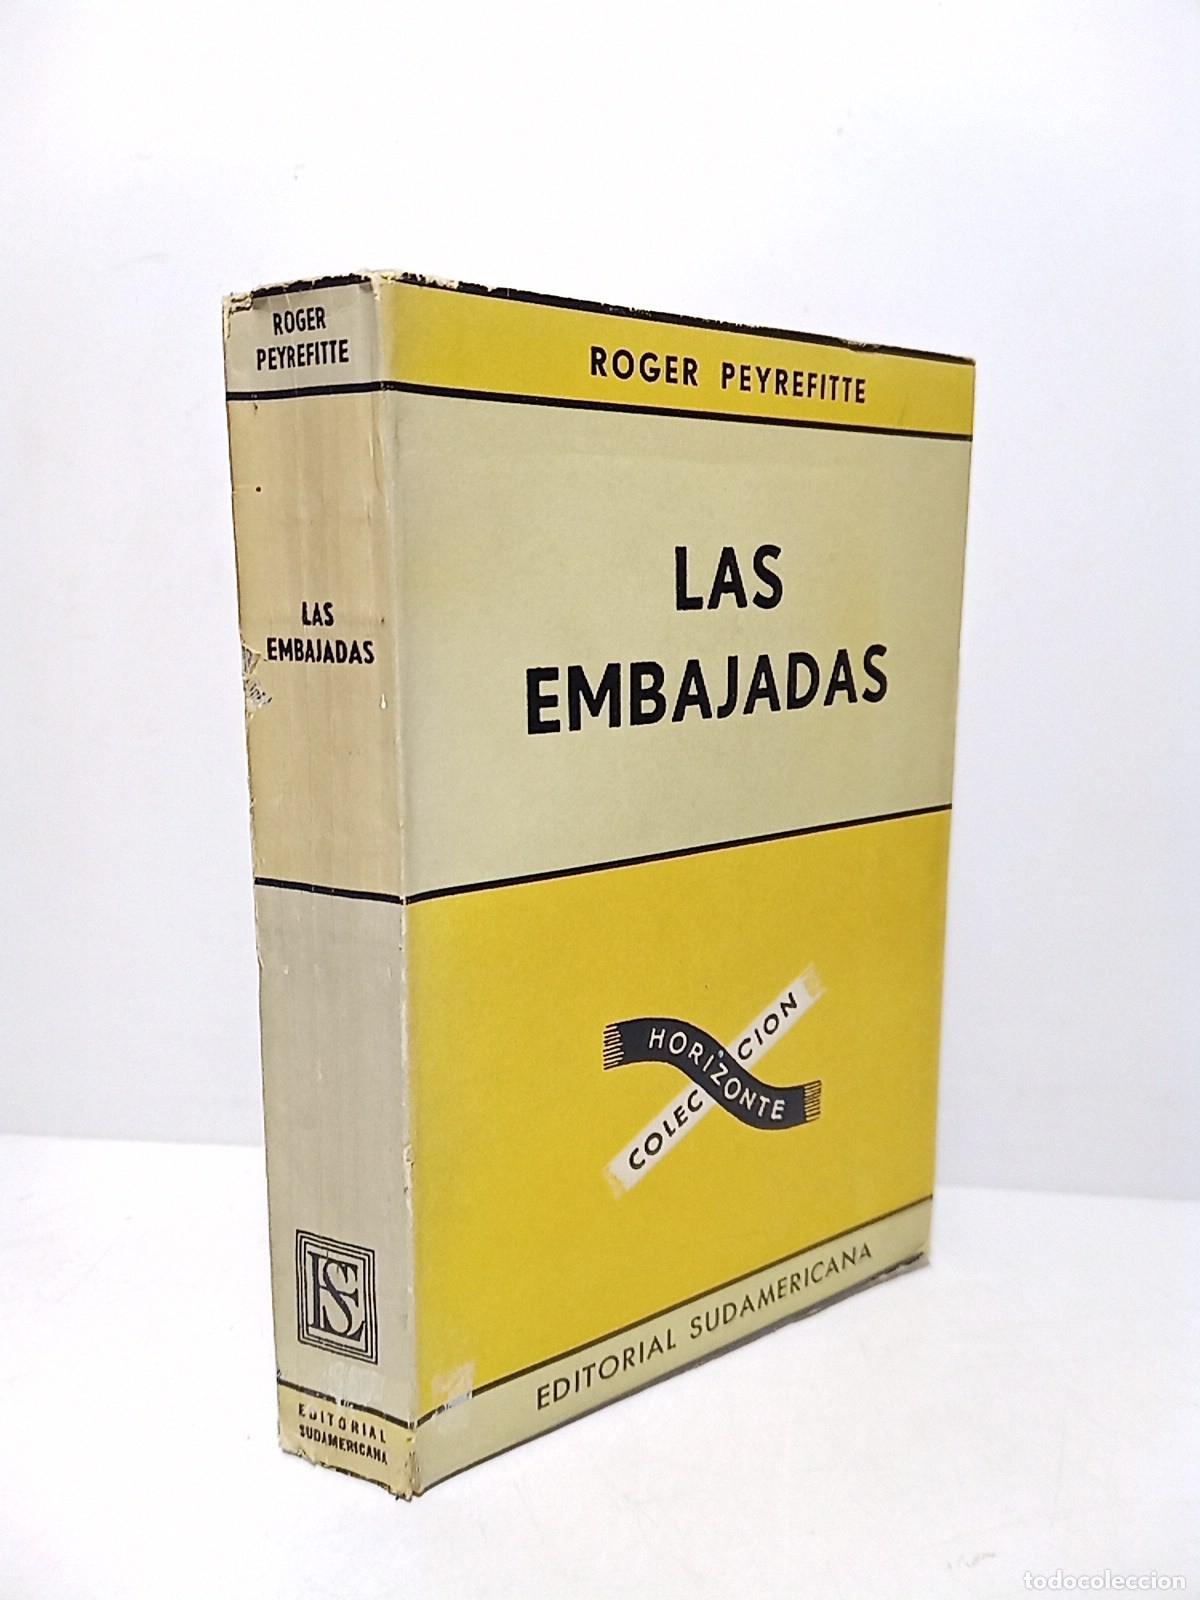 ROGER
PEYREFITTE
LAS
EMBAJADAS
EDITORIAL
SUDAMERICANA
ROGER PEYREFITTE
LAS
EMBAJADAS
COLECCION
HORIZONTE
EDITORIAL SUDAMERICANA
todocoleccion